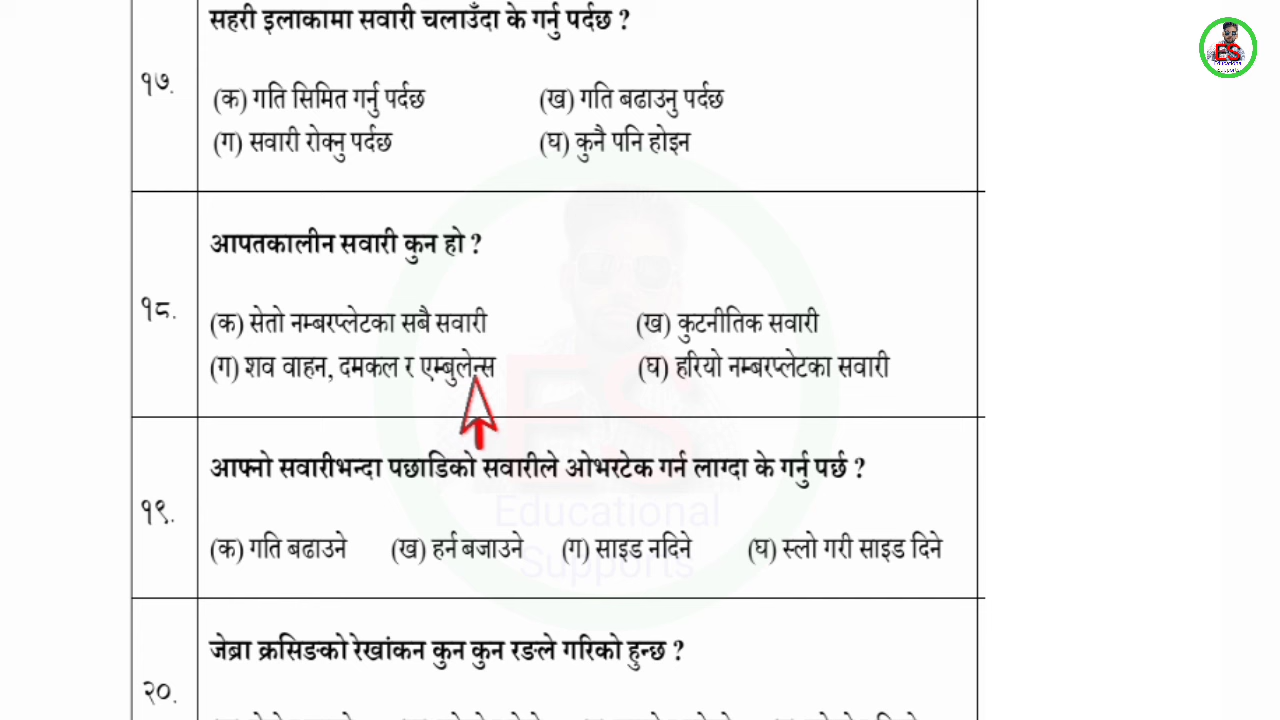 सहरी इलाकामा सवारी चलाउँदा के गर्नु पर्दछ ?
१७.
(क) गति सिमित गर्नु पर्दछ (ख) गति बढाउनु पर्दछ
(ग) सवारी रोक्नु पर्दछ (घ) कुनै पनि होइन
आपतकालीन सवारी कुन हो ?
१८.
(क) सेतो नम्बरप्लेटका सबै सवारी (ख) कुटनीतिक सवारी
(ग) शव वाहन, दमकल र एम्बुलेन्स (घ) हरियो नम्बरप्लेटका सवारी
आफ्नो सवारीभन्दा पछाडिको सवारीले ओभरटेक गर्न लाग्दा के गर्नु पर्छ ?
१९.
(क) गति बढाउने (ख) हर्न बजाउने (ग) साइड नदिने (घ) स्लो गरी साइड दिने
जेब्रा क्रसिङको रेखांकन कुन कुन रङले गरिको हुन्छ ?
२०.
ES
Educational
Supports
ES
Educational
Supports